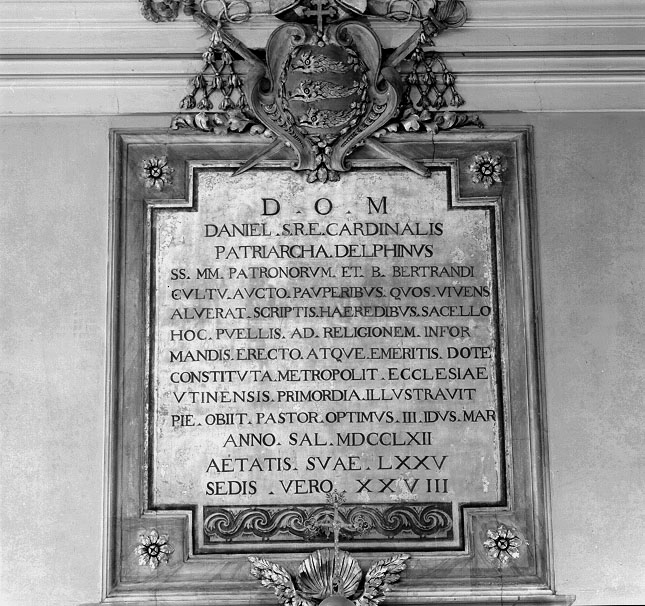 D . O . M
DANIEL .S.R.E.CARDINALIS
PATRIARCHA.DELPHINVS
SS. MM. PATRONORVM. ET. B. BERTRANDI
CVLTV.AVCTO.PAVPERIBVS.QVOS.VIVENS
ALVERAT.SCRIPTIS.HAEREDIBVS.SACELLO
HOC. PVELLIS. AD. RELIGIONEM. INFOR
MANDIS.ERECTO.ATQVE.EMERITIS.DOTE
CONSTITVTA.METROPOLIT. ECCLESIAE
VTINENSIS.PRIMORDIA.ILLVSTRAVIT
PIE.OBIIT.PASTOR.OPTIMVS.III.IDVS.MAR
ANNO. SAL. MDCCLXII
AETATIS. SVAE. LXXV
SEDIS . VERO . XXVIII